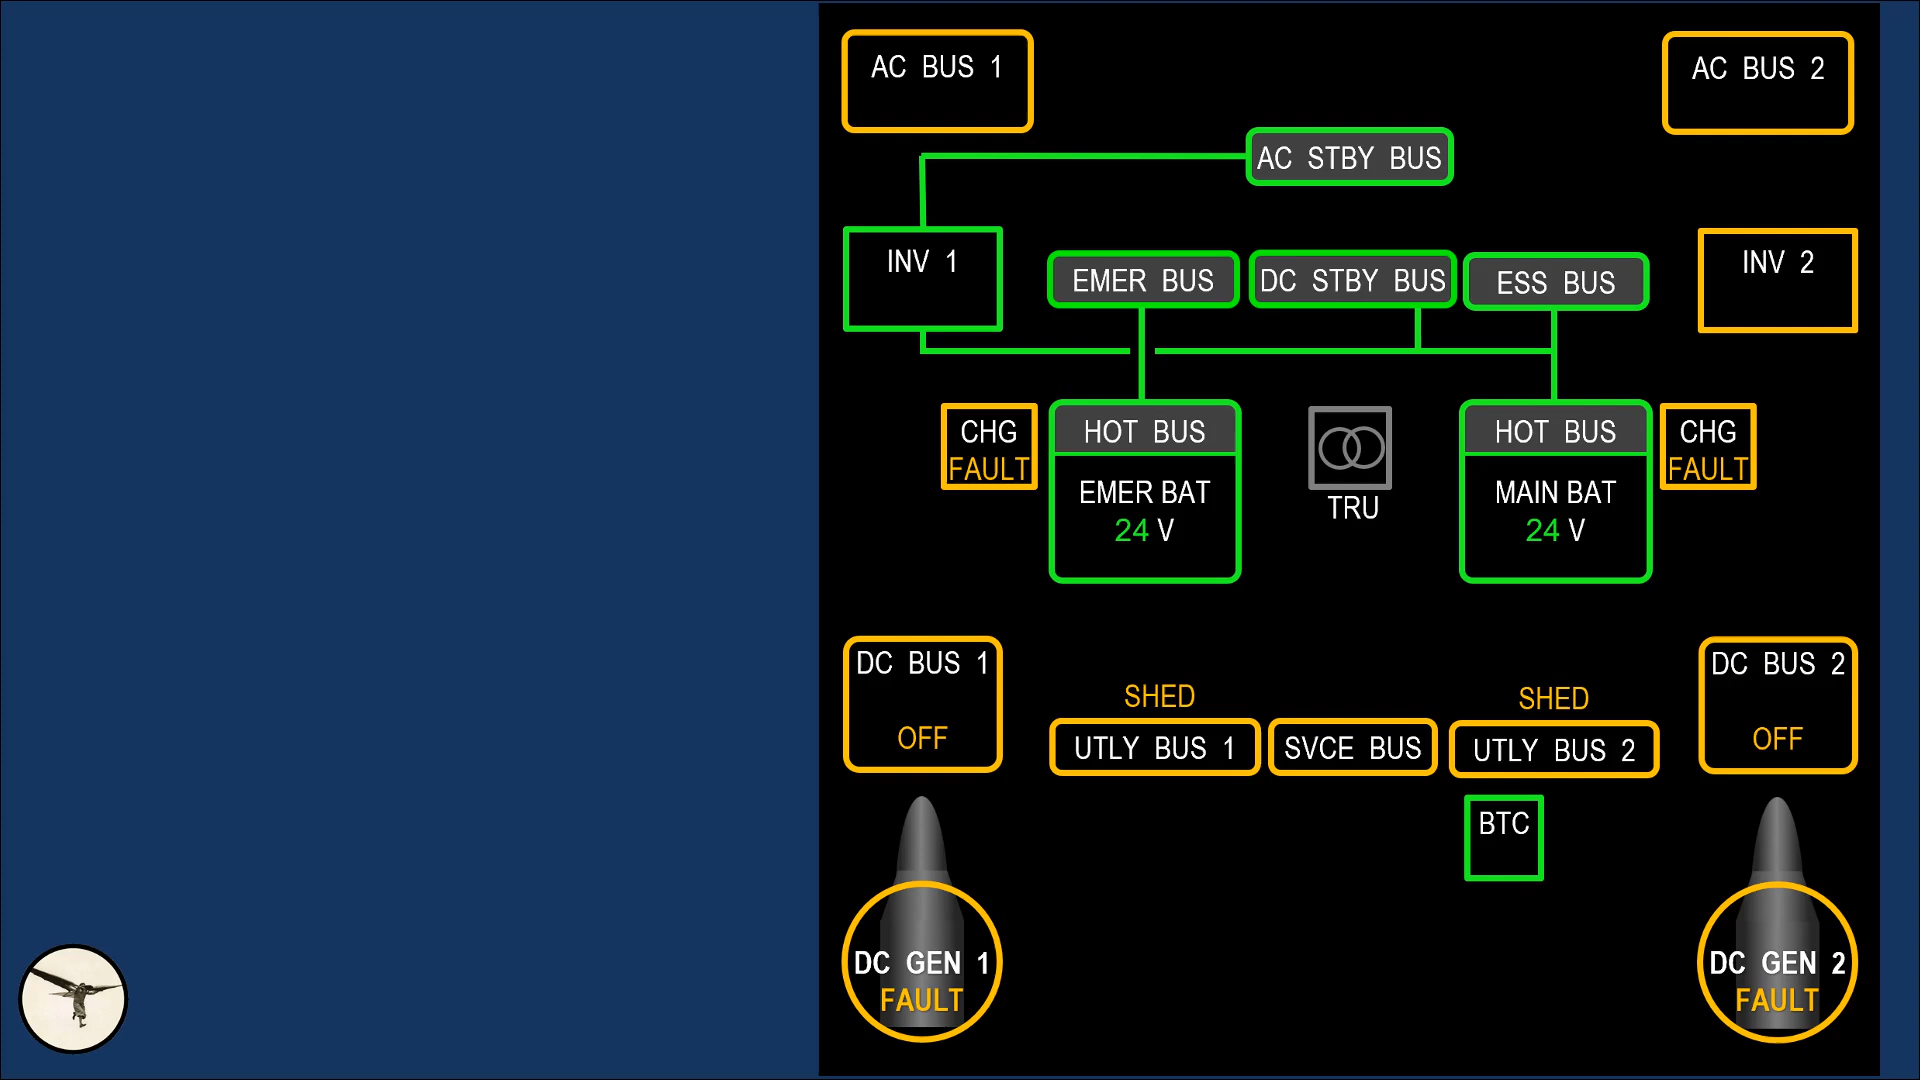 AC BUS 1
AC BUS 2
AC STBY BUS
INV 1
EMER BUS
DC STBY BUS
ESS BUS
INV 2
CHG
FAULT
HOT BUS
EMER BAT
24 V
TRU
HOT BUS
MAIN BAT
24 V
CHG
FAULT
DC BUS 1
OFF
SHED
UTLY BUS 1
SVCE BUS
SHED
UTLY BUS 2
DC BUS 2
OFF
BTC
DC GEN 1
FAULT
DC GEN 2
FAULT